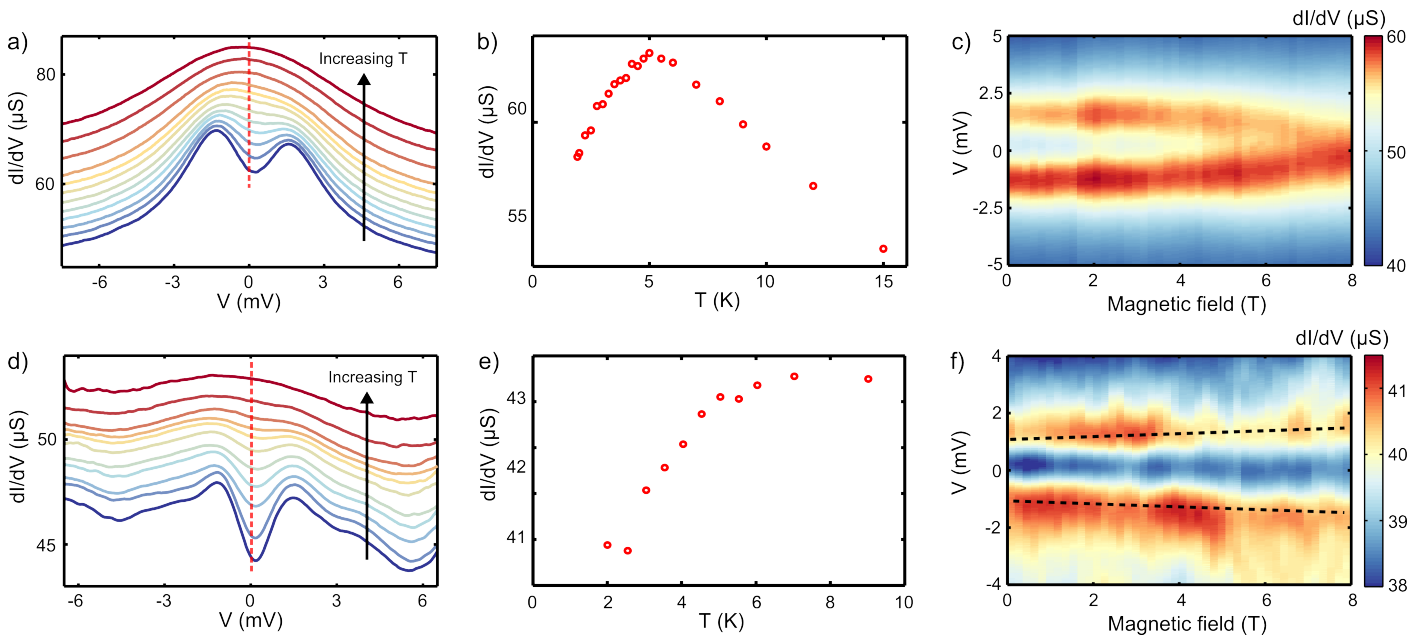 a)
Increasing T
dI/dV (µS)
80
60
-6 -3 0 3 6
V (mV)
b)
dI/dV (µS)
60
55
0 5 10 15
T (K)
c)
dI/dV (µS)
V (mV)
5
2.5
0
-2.5
-5
0 2 4 6 8
Magnetic field (T)
60
50
40
d)
Increasing T
dI/dV (µS)
50
45
-6 -3 0 3 6
V (mV)
e)
dI/dV (µS)
43
42
41
0 2 4 6 8 10
T (K)
f)
dI/dV (µS)
V (mV)
4
2
0
-2
-4
0 2 4 6 8
Magnetic field (T)
41
40
39
38